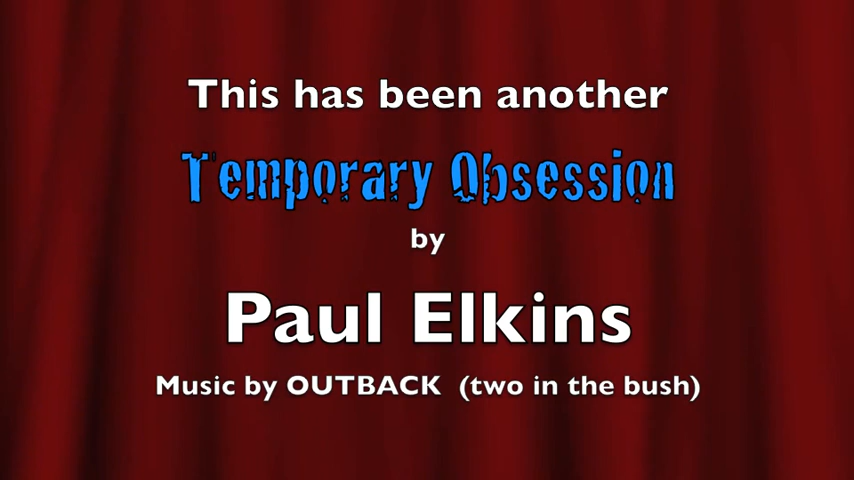 This has been another
Temporary Obsession
by
Paul Elkins
Music by OUTBACK (two in the bush)